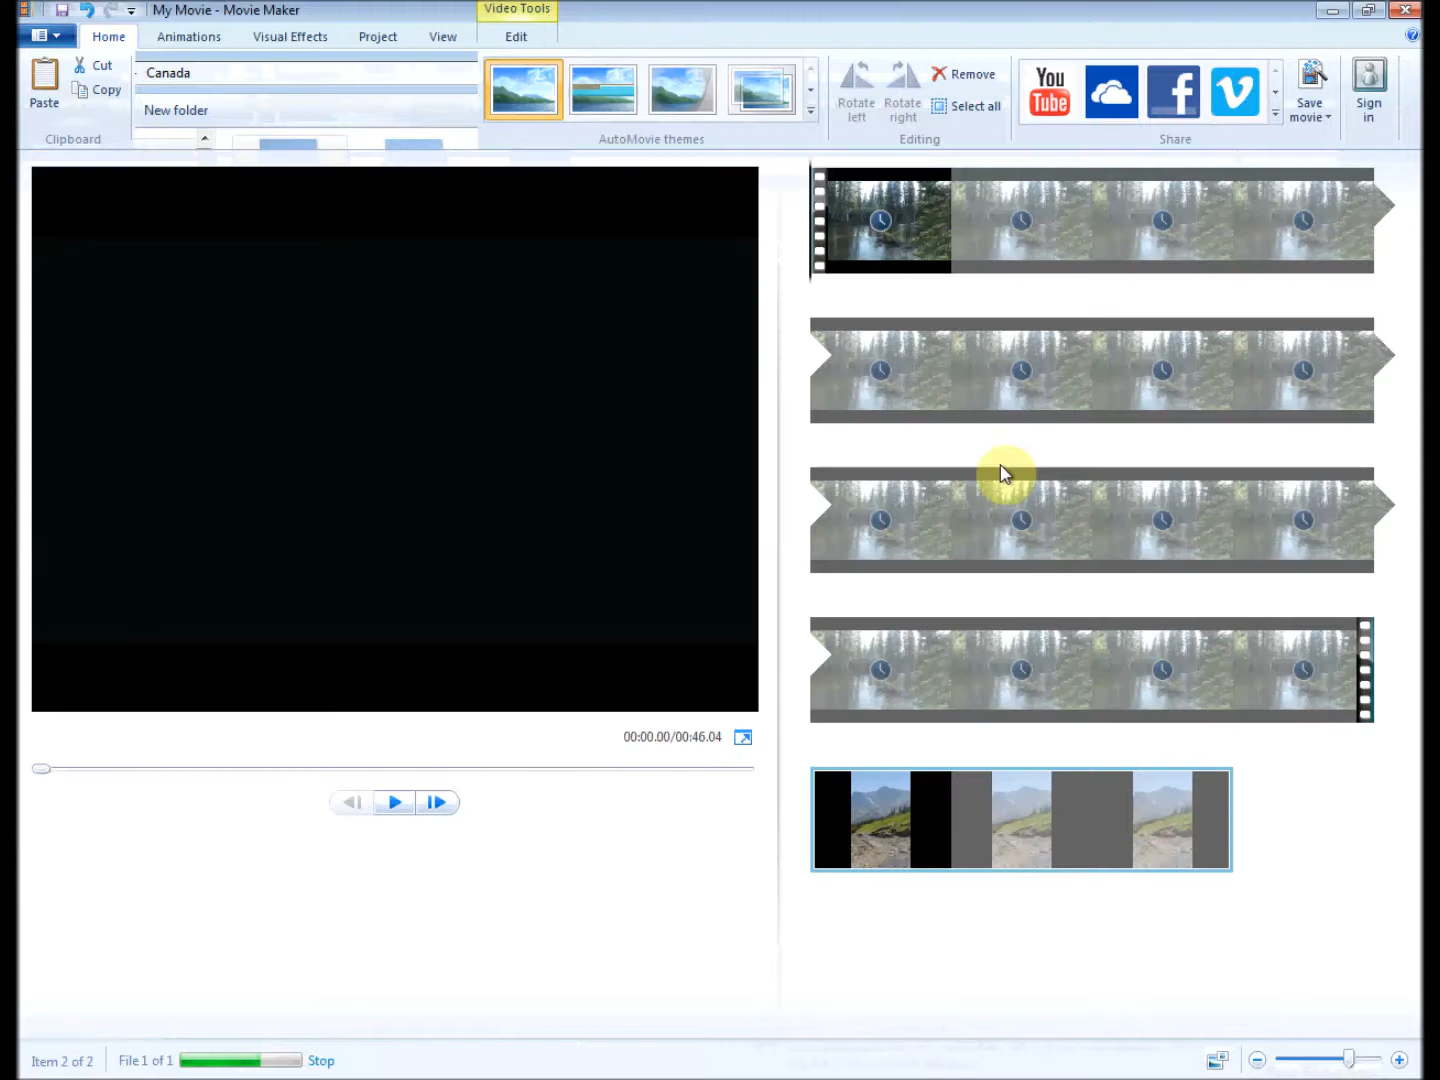 My Movie - Movie Maker
Video Tools
Home
Animations
Visual Effects
Project
View
Edit
Paste
Cut
Copy
Clipboard
Canada
New folder
AutoMovie themes
Rotate left
Rotate right
Remove
Select all
Editing
You Tube
f
v
Share
Save movie
Sign in
00:00.00/00:46.04
Item 2 of 2
File 1 of 1
Stop